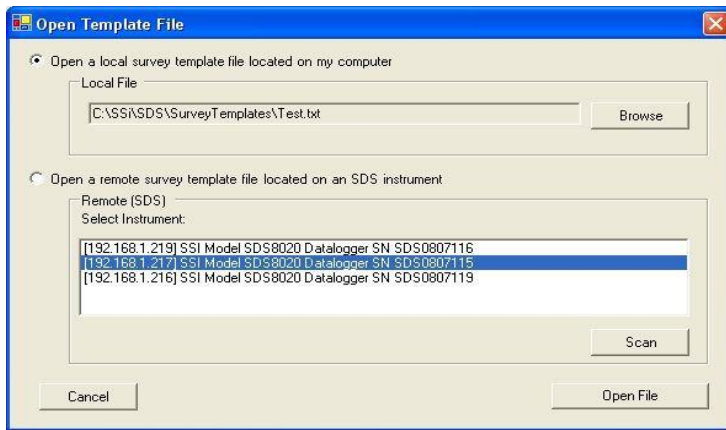 Open Template File
Open a local survey template file located on my computer
Local File
C:\SSi\SDS\SurveyTemplates\Test.txt
Browse
Open a remote survey template file located on an SDS instrument
Remote (SDS)
Select Instrument:
[192.168.1.219] SSI Model SDS8020 Datalogger SN SDS0807116
[192.168.1.217] SSI Model SDS8020 Datalogger SN SDS0807115
[192.168.1.216] SSI Model SDS8020 Datalogger SN SDS0807119
Scan
Cancel
Open File